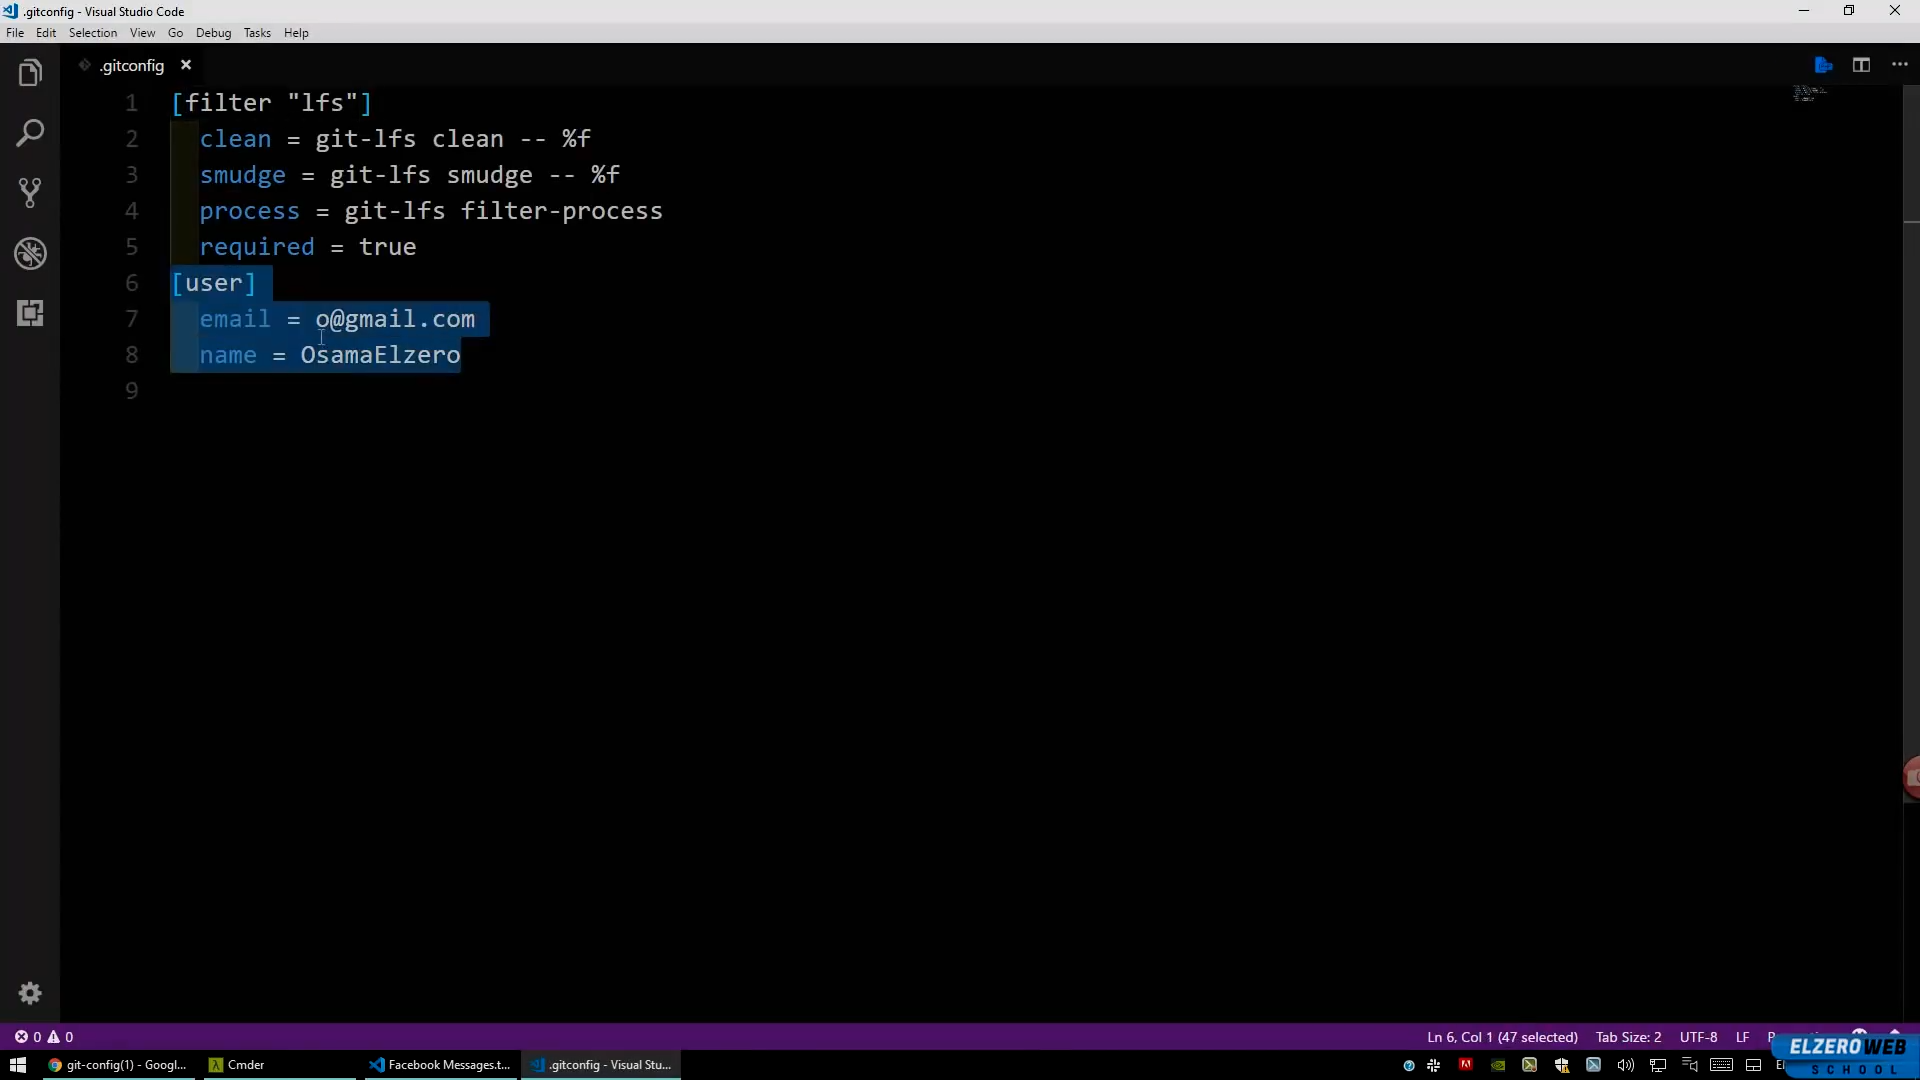 .gitconfig - Visual Studio Code
File Edit Selection View Go Debug Tasks Help
.gitconfig
1 [filter "lfs"]
2 clean = git-lfs clean -- %f
3 smudge = git-lfs smudge -- %f
4 process = git-lfs filter-process
5 required = true
6 [user]
7 email = o@gmail.com
8 name = OsamaElzero
9
0 0 Ln 6, Col 1 (47 selected) Tab Size: 2 UTF-8 LF
git-config(1) - Googl... Cmder Facebook Messages.t... .gitconfig - Visual Stu...
ELZEROWEB
SCHOOL